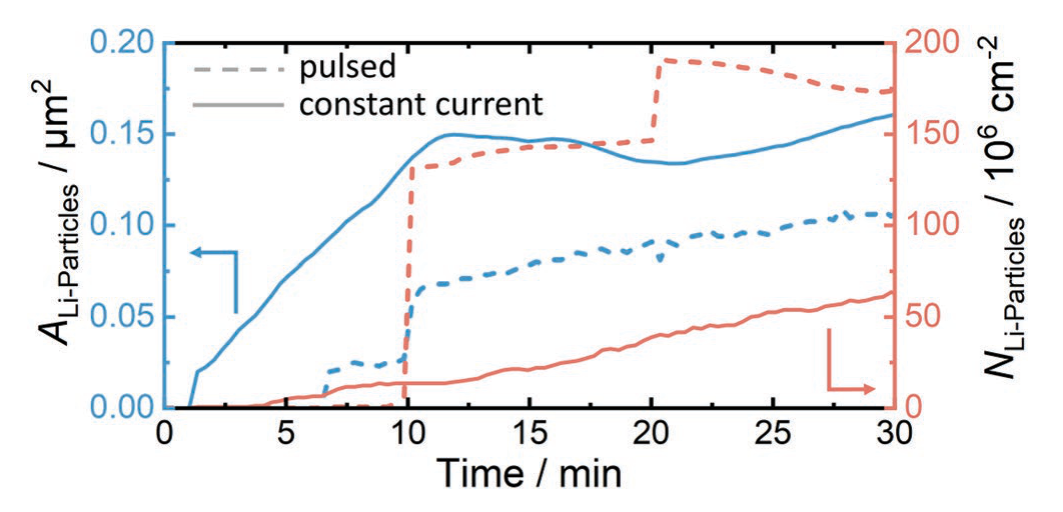 0.20
0.15
0.10
0.05
0.00
A_Li-Particles / µm²
pulsed
constant current
200
150
100
50
0
N_Li-Particles / 10⁶ cm⁻²
0 5 10 15 20 25 30
Time / min